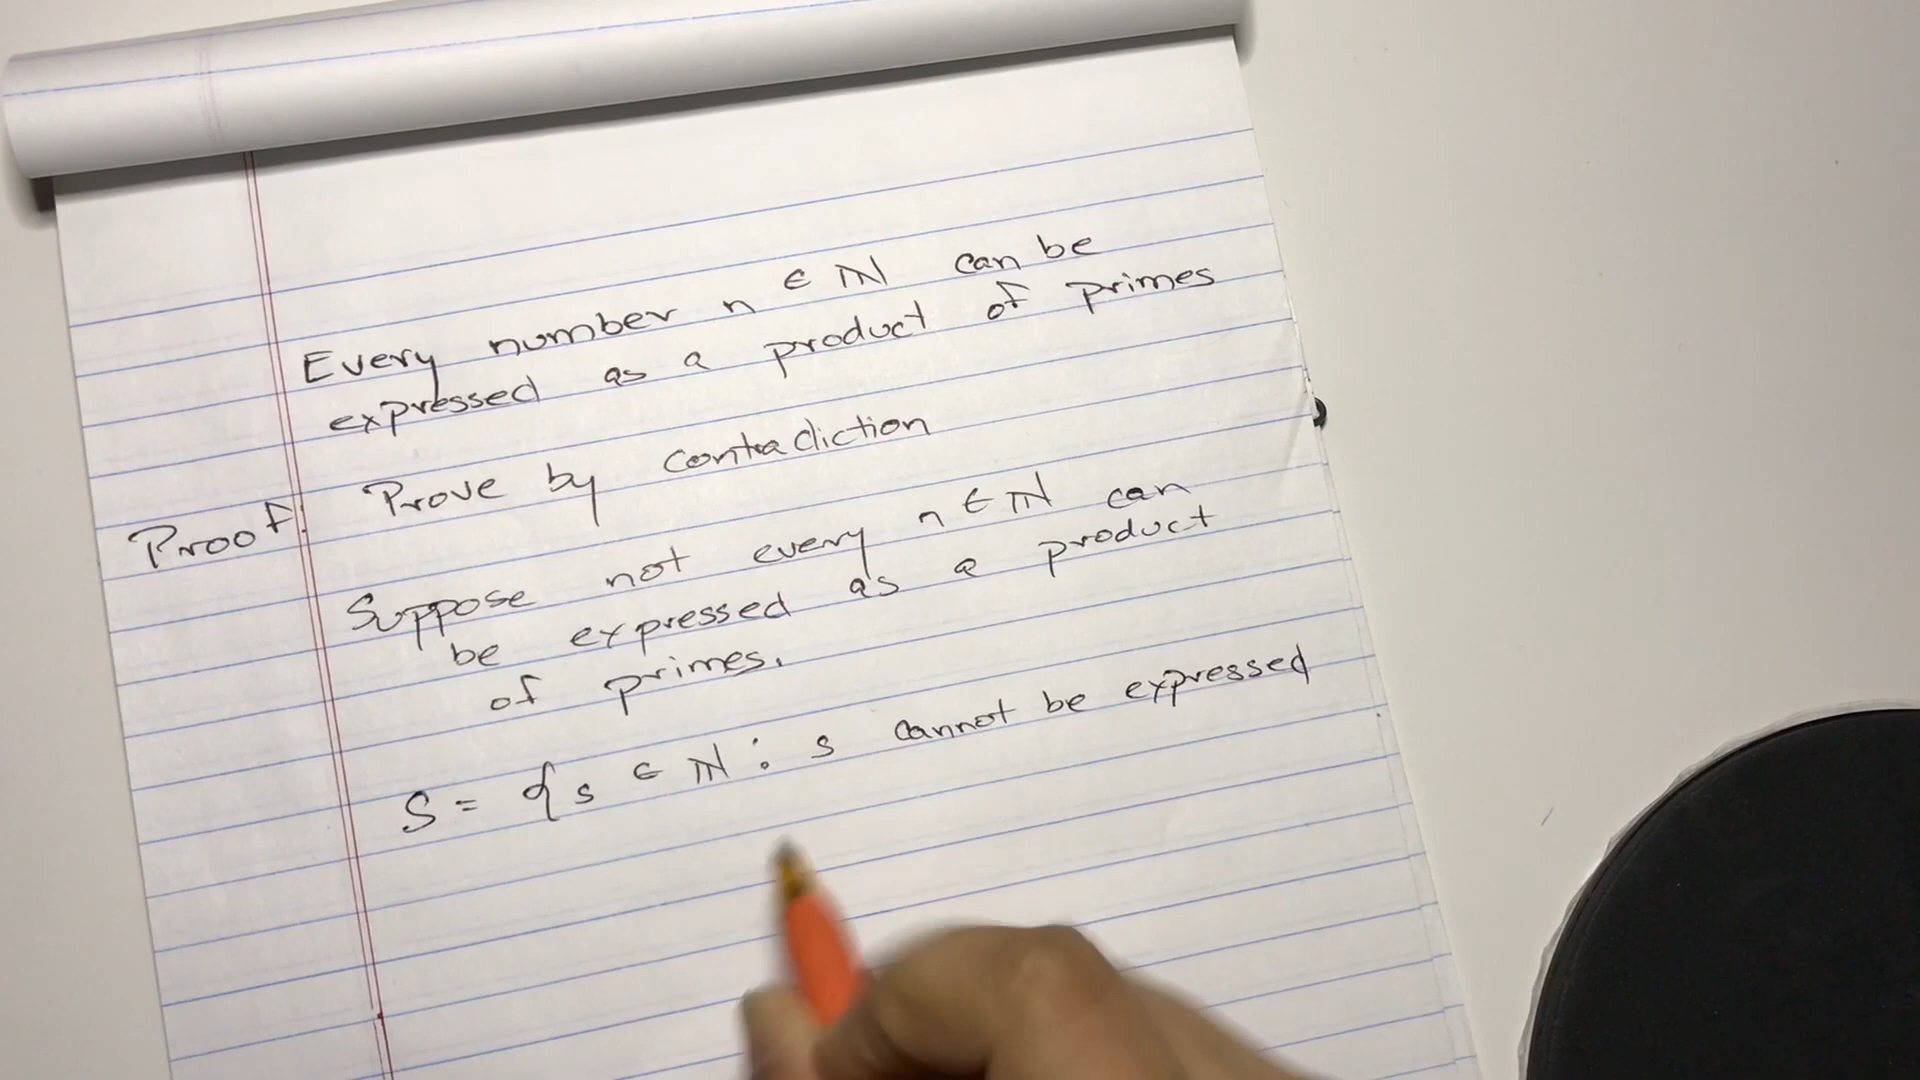 Every number n ∈ ℕ can be
expressed as a product of primes
Proof: Prove by contradiction
Suppose not every n ∈ ℕ can
be expressed as a product
of primes.
S = { s ∈ ℕ : s cannot be expressed